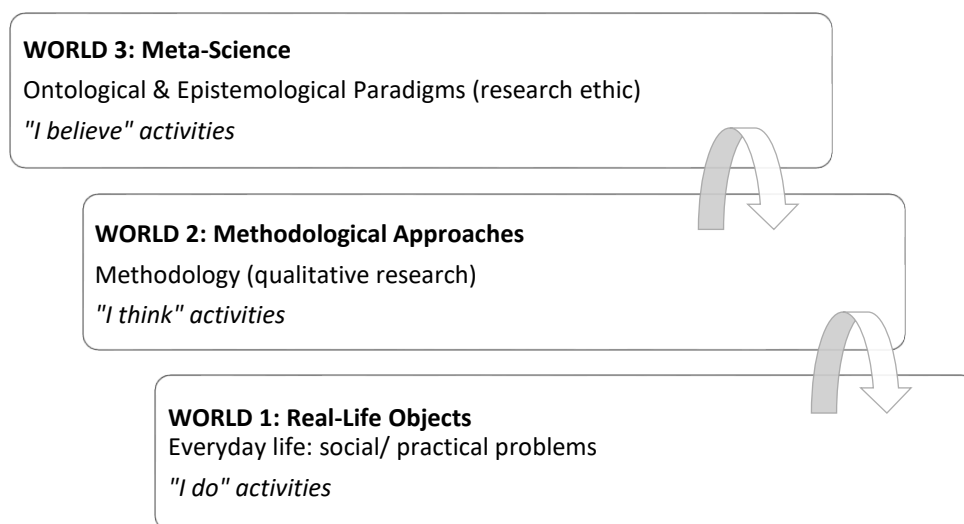 WORLD 3: Meta-Science
Ontological & Epistemological Paradigms (research ethic)
"I believe" activities
WORLD 2: Methodological Approaches
Methodology (qualitative research)
"I think" activities
WORLD 1: Real-Life Objects
Everyday life: social/ practical problems
"I do" activities